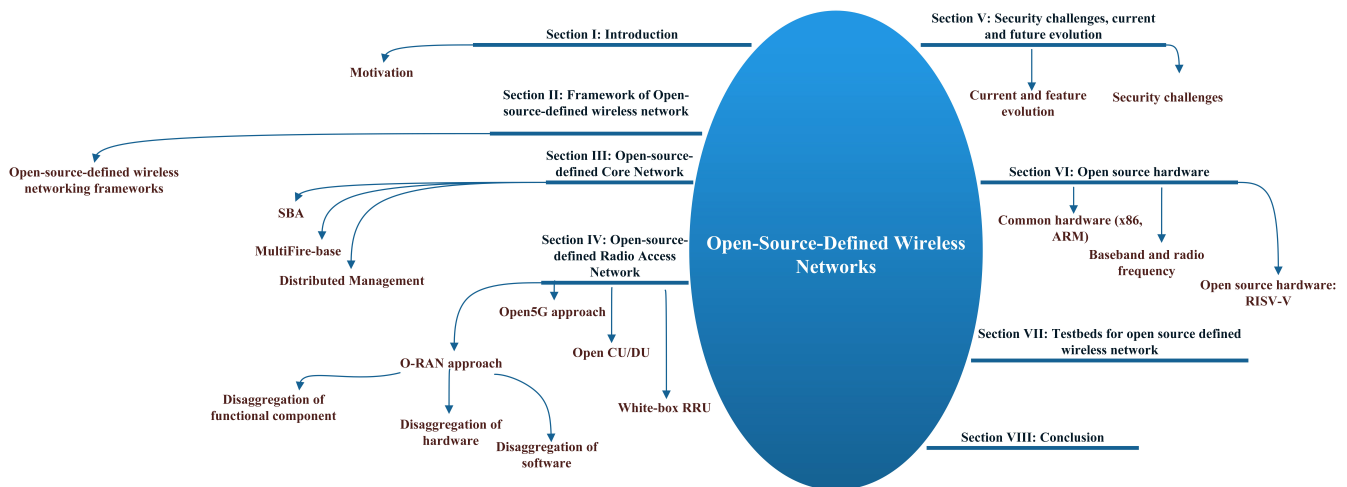 Section I: Introduction
Motivation
Section II: Framework of Open-
source-defined wireless network
Open-source-defined wireless
networking frameworks
Section III: Open-source-
defined Core Network
SBA
MultiFire-base
Distributed Management
Section IV: Open-source-
defined Radio Access
Network
Open5G approach
Open CU/DU
White-box RRU
O-RAN approach
Disaggregation of
functional component
Disaggregation of
hardware
Disaggregation of
software
Open-Source-Defined Wireless
Networks
Section V: Security challenges, current
and future evolution
Current and feature
evolution
Security challenges
Section VI: Open source hardware
Common hardware (x86,
ARM)
Baseband and radio
frequency
Open source hardware:
RISV-V
Section VII: Testbeds for open source defined
wireless network
Section VIII: Conclusion